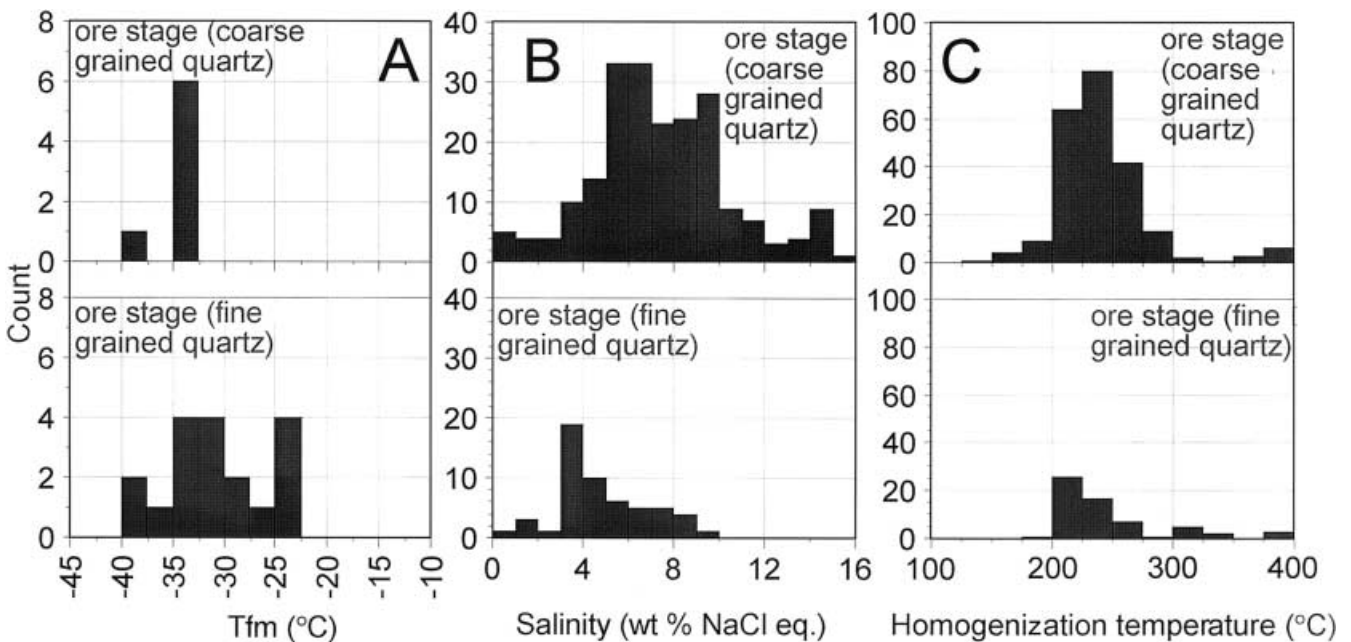 8
6
4
2
0
ore stage (coarse
grained quartz)
A
40
30
20
10
0
B
ore stage
(coarse
grained
quartz)
100
80
60
40
20
0
C
ore stage
(coarse
grained
quartz)
Count
8
6
4
2
0
ore stage (fine
grained quartz)
40
30
20
10
0
ore stage (fine
grained quartz)
100
80
60
40
20
0
ore stage (fine
grained quartz)
-45 -40 -35 -30 -25 -20 -15 -10
0 4 8 12 16
100 200 300 400
Tfm (°C)
Salinity (wt % NaCl eq.)
Homogenization temperature (°C)